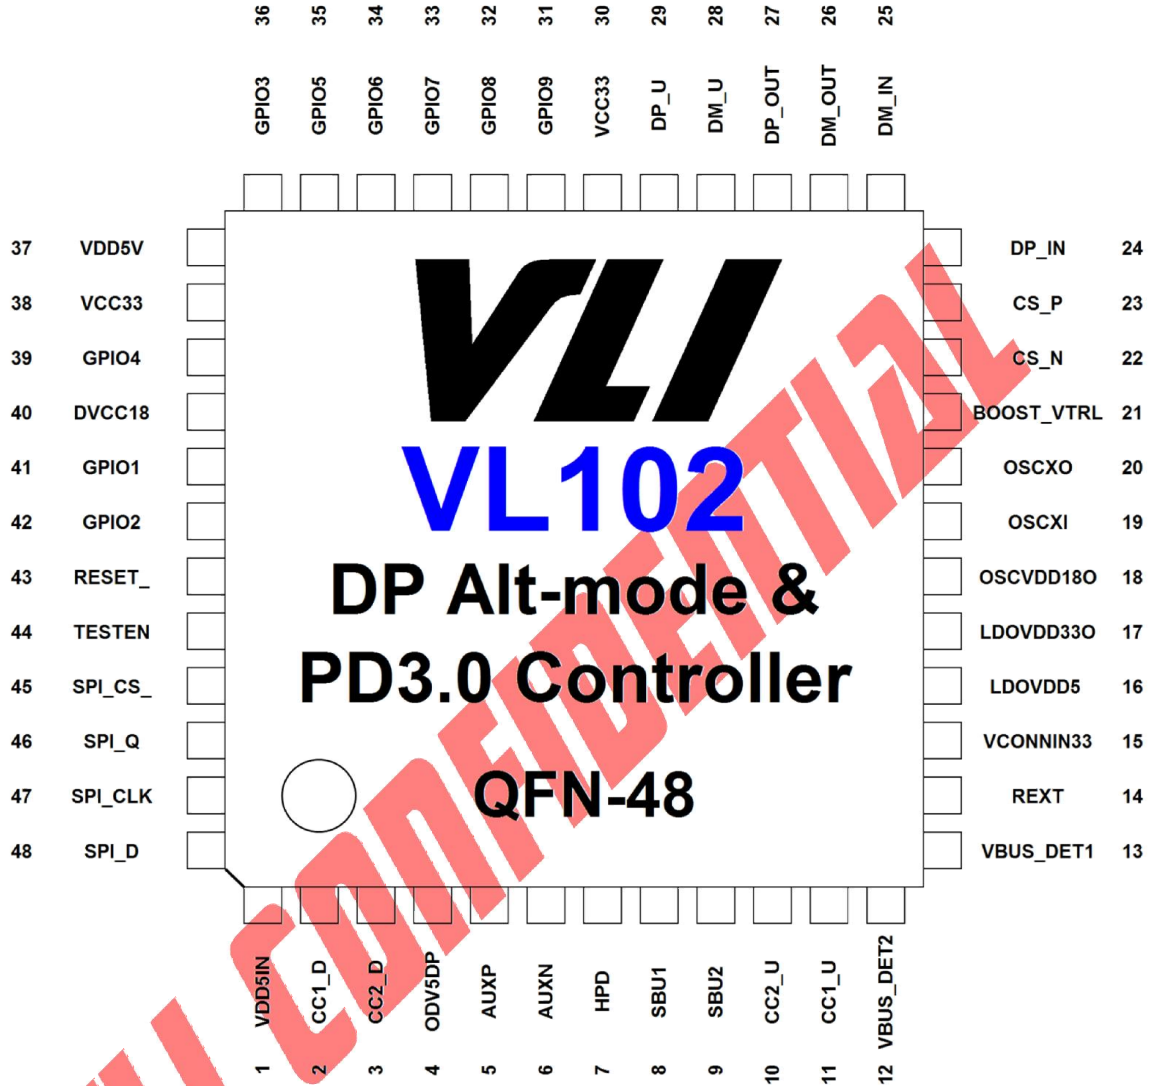 36 35 34 33 32 31 30 29 28 27 26 25
GPIO3 GPIO5 GPIO6 GPIO7 GPIO8 GPIO9 VCC33 DP_U DM_U DP_OUT DM_OUT DM_IN
37 VDD5V
38 VCC33
39 GPIO4
40 DVCC18
41 GPIO1
42 GPIO2
43 RESET_
44 TESTEN
45 SPI_CS_
46 SPI_Q
47 SPI_CLK
48 SPI_D
VLI
VL102
DP Alt-mode &
PD3.0 Controller
QFN-48
DP_IN 24
CS_P 23
CS_N 22
BOOST_VTRL 21
OSCXO 20
OSCXI 19
OSCVDD18O 18
LDOVDD33O 17
LDOVDD5 16
VCONNIN33 15
REXT 14
VBUS_DET1 13
VDD5IN CC1_D CC2_D ODV5DP AUXP AUXN HPD SBU1 SBU2 CC2_U CC1_U VBUS_DET2
1 2 3 4 5 6 7 8 9 10 11 12
CONFIDENTIAL